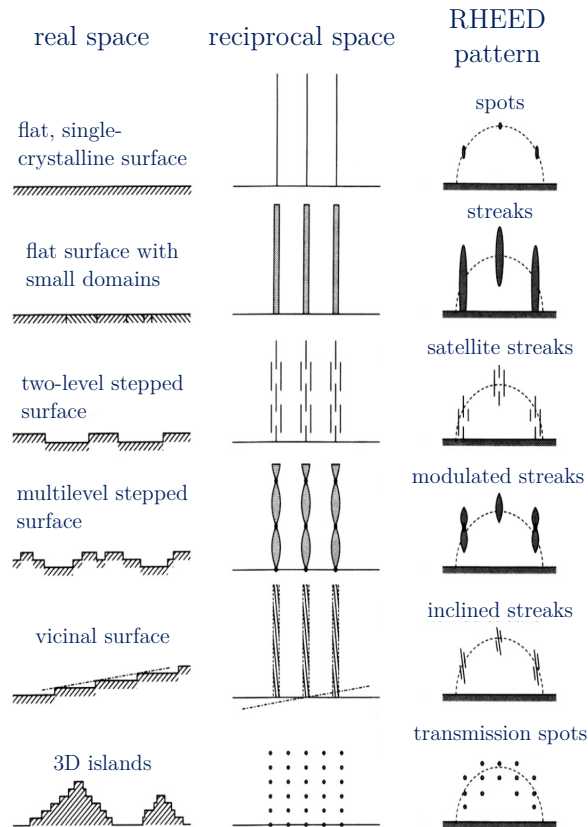 real space
reciprocal space
RHEED
pattern
flat, single-
crystalline surface
spots
flat surface with
small domains
streaks
two-level stepped
surface
satellite streaks
multilevel stepped
surface
modulated streaks
vicinal surface
inclined streaks
3D islands
transmission spots